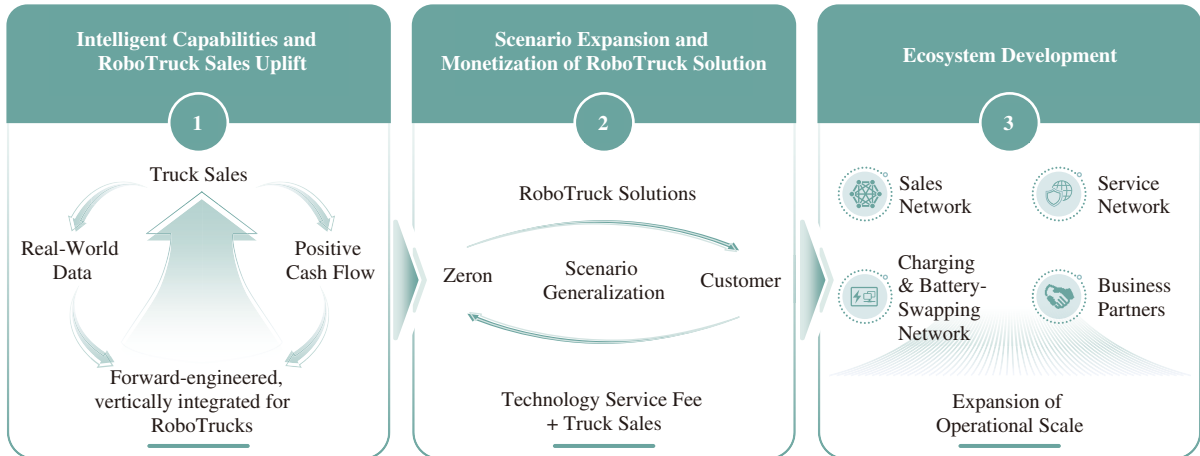 Intelligent Capabilities and
RoboTruck Sales Uplift
1
Truck Sales
Real-World
Data
Positive
Cash Flow
Forward-engineered,
vertically integrated for
RoboTrucks
Scenario Expansion and
Monetization of RoboTruck Solution
2
RoboTruck Solutions
Zeron
Scenario
Generalization
Customer
Technology Service Fee
+ Truck Sales
Ecosystem Development
3
Sales
Network
Service
Network
Charging
& Battery-
Swapping
Network
Business
Partners
Expansion of
Operational Scale